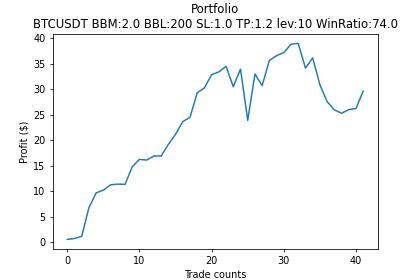 Portfolio
BTCUSDT BBM:2.0 BBL:200 SL:1.0 TP:1.2 lev:10 WinRatio:74.0
40
35
30
25
20
15
10
5
0
Profit ($)
0 10 20 30 40
Trade counts